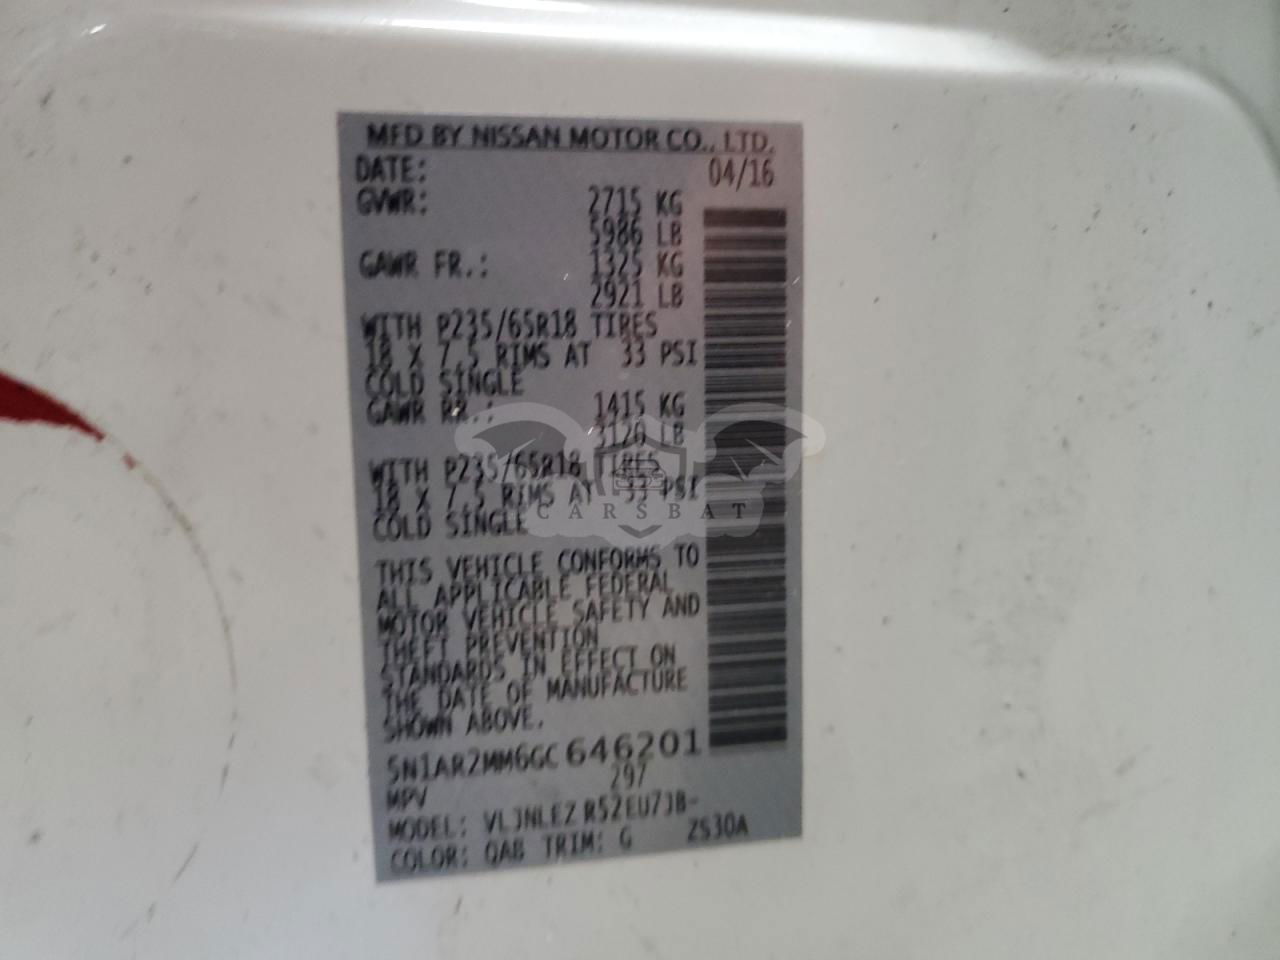 MFD BY NISSAN MOTOR CO., LTD.
DATE: 04/16
GVWR: 2715 KG
5986 LB
GAWR FR.: 1325 KG
2921 LB
WITH P235/65R18 TIRES
18 X 7.5 RIMS AT 33 PSI
COLD SINGLE
GAWR RR.: 1415 KG
3120 LB
WITH P235/65R18 TIRES
18 X 7.5 RIMS AT 33 PSI
COLD SINGLE
CARSBAT
THIS VEHICLE CONFORMS TO
ALL APPLICABLE FEDERAL
MOTOR VEHICLE SAFETY AND
THEFT PREVENTION
STANDARDS IN EFFECT ON
THE DATE OF MANUFACTURE
SHOWN ABOVE.
5N1AR2MM6GC646201
297
MPV
MODEL: VLJNLEZ R52EU7JB-
ZS30A
COLOR: QAB TRIM: G